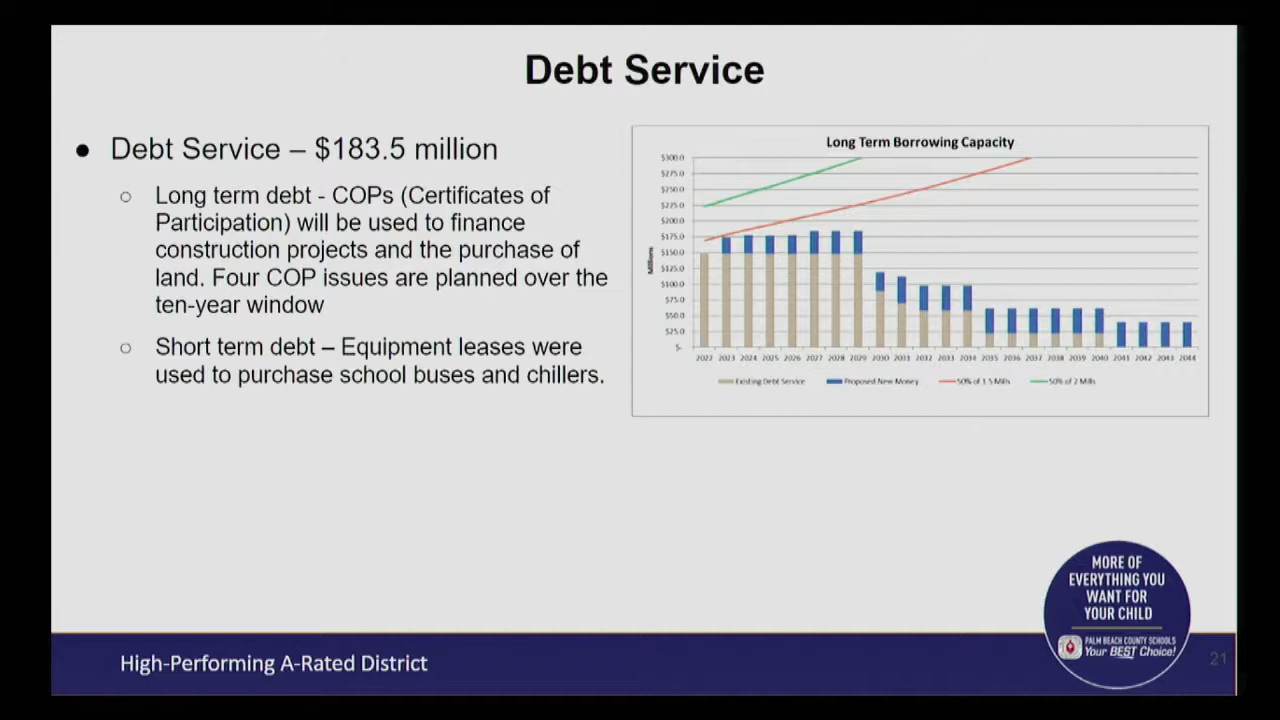 Debt Service
● Debt Service – $183.5 million
○ Long term debt - COPs (Certificates of
Participation) will be used to finance
construction projects and the purchase of
land. Four COP issues are planned over the
ten-year window
○ Short term debt – Equipment leases were
used to purchase school buses and chillers.
Long Term Borrowing Capacity
$300.0
$275.0
$250.0
$225.0
$200.0
$175.0
$150.0
$125.0
$100.0
$75.0
$50.0
$25.0
$-
Millions
2022 2023 2024 2025 2026 2027 2028 2029 2030 2031 2032 2033 2034 2035 2036 2037 2038 2039 2040 2041 2042 2043 2044
Existing Debt Service Proposed New Money 50% of 1.5 Mills 50% of 2 Mills
MORE OF
EVERYTHING YOU
WANT FOR
YOUR CHILD
PALM BEACH COUNTY SCHOOLS
Your BEST Choice!
High-Performing A-Rated District
21